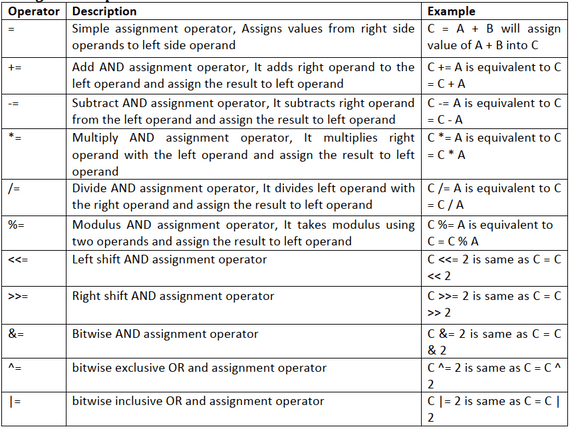 Operator Description Example
= Simple assignment operator, Assigns values from right side C = A + B will assign
operands to left side operand value of A + B into C
+= Add AND assignment operator, It adds right operand to the C += A is equivalent to C
left operand and assign the result to left operand = C + A
-= Subtract AND assignment operator, It subtracts right operand C -= A is equivalent to C
from the left operand and assign the result to left operand = C - A
*= Multiply AND assignment operator, It multiplies right C *= A is equivalent to C
operand with the left operand and assign the result to left = C * A
operand
/= Divide AND assignment operator, It divides left operand with C /= A is equivalent to C
the right operand and assign the result to left operand = C / A
%= Modulus AND assignment operator, It takes modulus using C %= A is equivalent to
two operands and assign the result to left operand C = C % A
<<= Left shift AND assignment operator C <<= 2 is same as C = C
<< 2
>>= Right shift AND assignment operator C >>= 2 is same as C = C
>> 2
&= Bitwise AND assignment operator C &= 2 is same as C = C
& 2
^= bitwise exclusive OR and assignment operator C ^= 2 is same as C = C ^
2
|= bitwise inclusive OR and assignment operator C |= 2 is same as C = C |
2